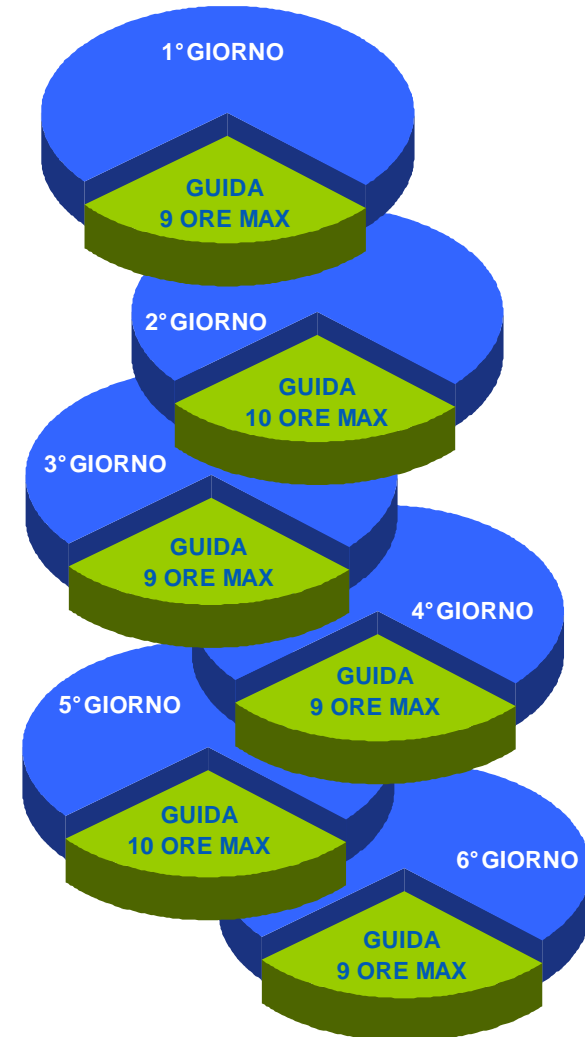 1° GIORNO
GUIDA
9 ORE MAX
2° GIORNO
GUIDA
10 ORE MAX
3° GIORNO
GUIDA
9 ORE MAX
4° GIORNO
GUIDA
9 ORE MAX
5° GIORNO
GUIDA
10 ORE MAX
6° GIORNO
GUIDA
9 ORE MAX